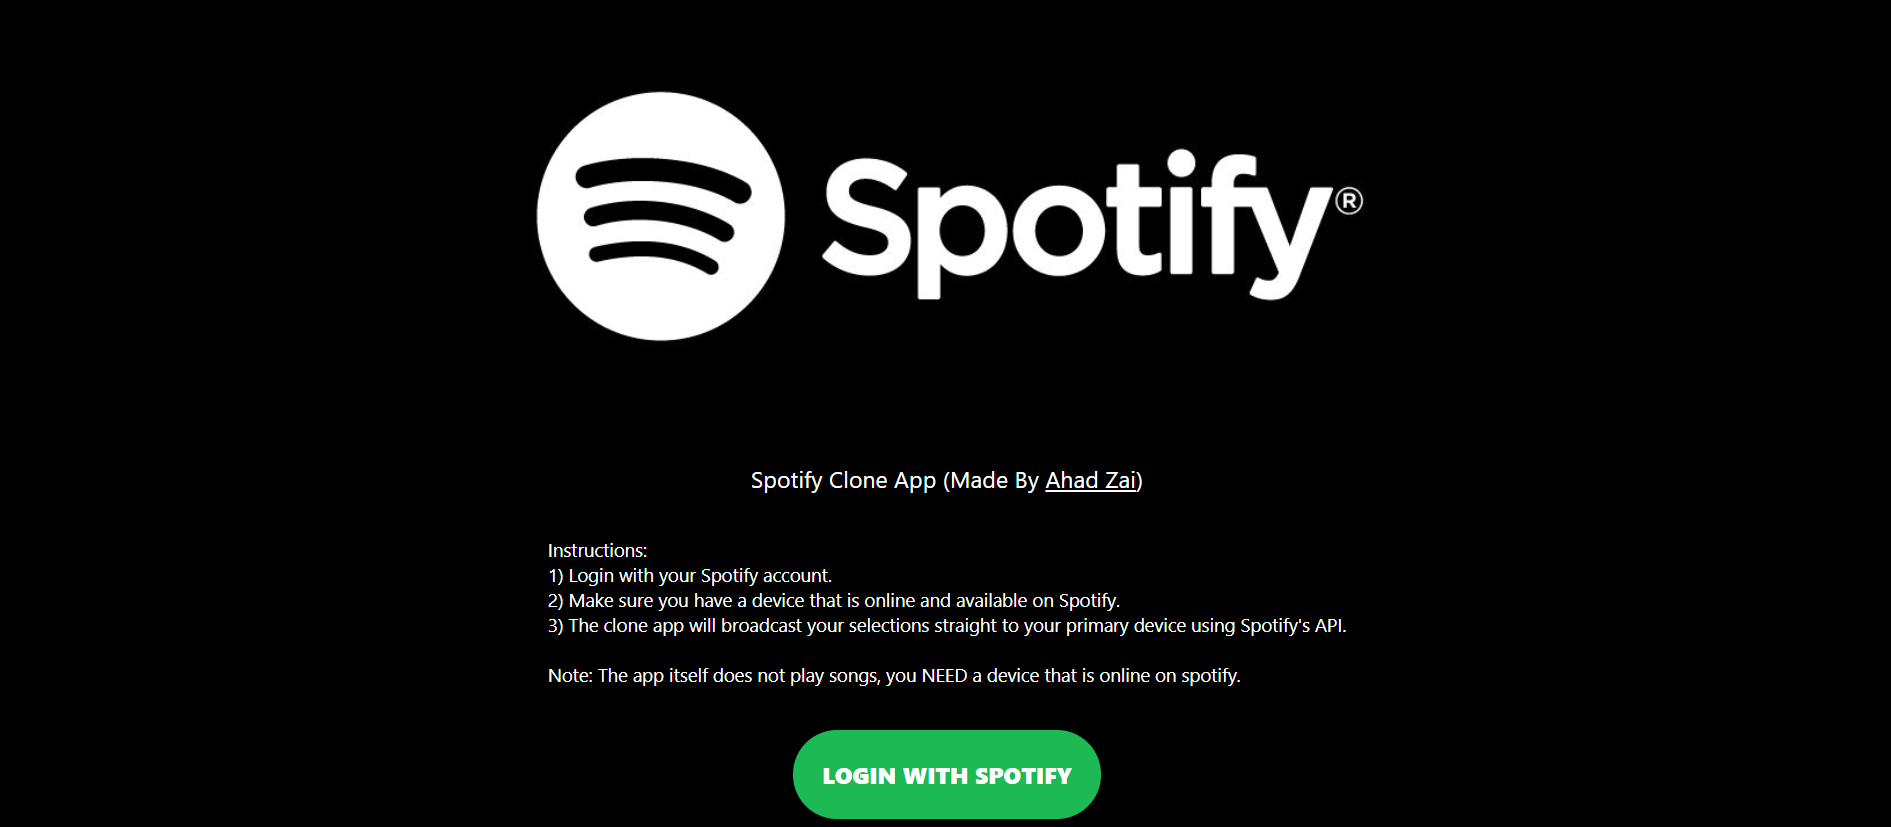 Spotify®
Spotify Clone App (Made By Ahad Zai)
Instructions:
1) Login with your Spotify account.
2) Make sure you have a device that is online and available on Spotify.
3) The clone app will broadcast your selections straight to your primary device using Spotify's API.
Note: The app itself does not play songs, you NEED a device that is online on spotify.
LOGIN WITH SPOTIFY